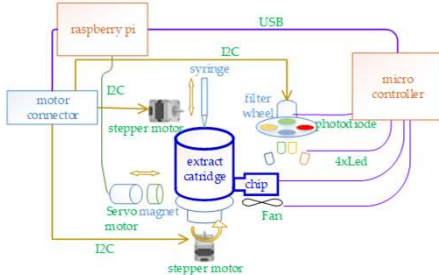 USB
raspberry pi
I2C
syringe
micro
controller
I2C
motor
connector
filter
wheel
photodiode
stepper motor
extract
catridge
4xLed
chip
Servo magnet
motor
Fan
I2C
stepper motor